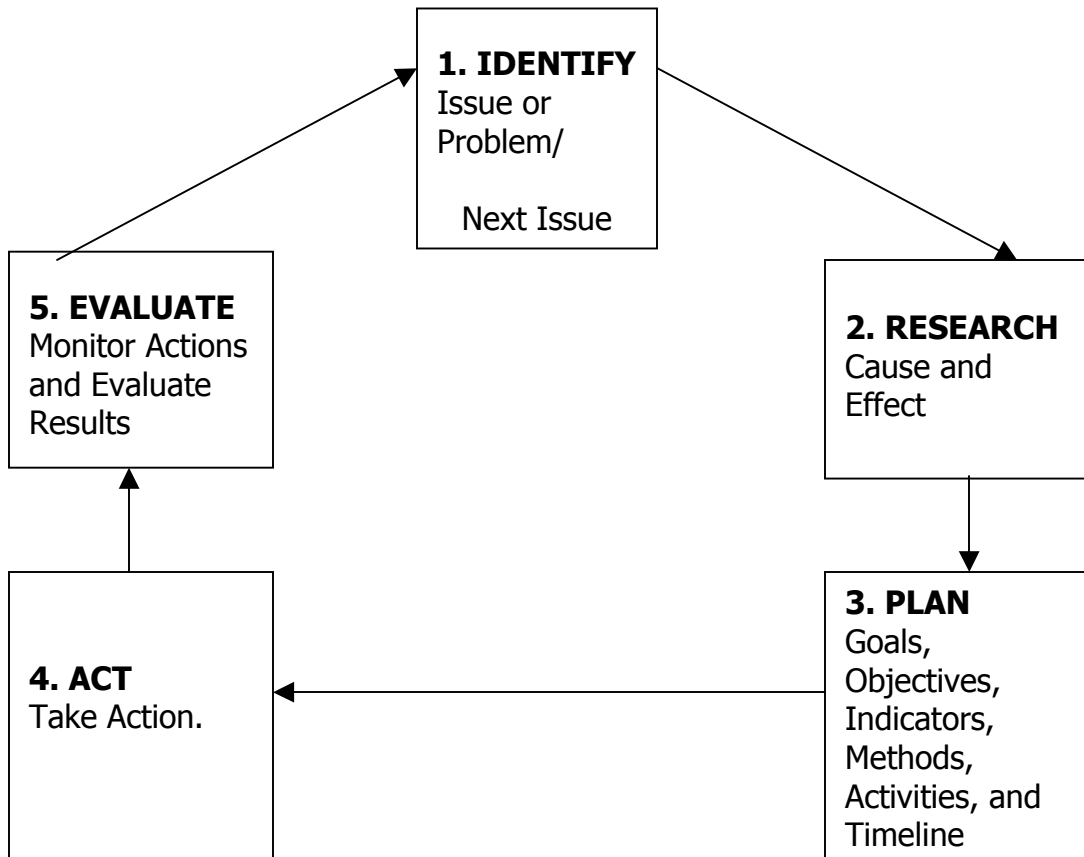 1. IDENTIFY
Issue or
Problem/
Next Issue
2. RESEARCH
Cause and
Effect
3. PLAN
Goals,
Objectives,
Indicators,
Methods,
Activities, and
Timeline
4. ACT
Take Action.
5. EVALUATE
Monitor Actions
and Evaluate
Results